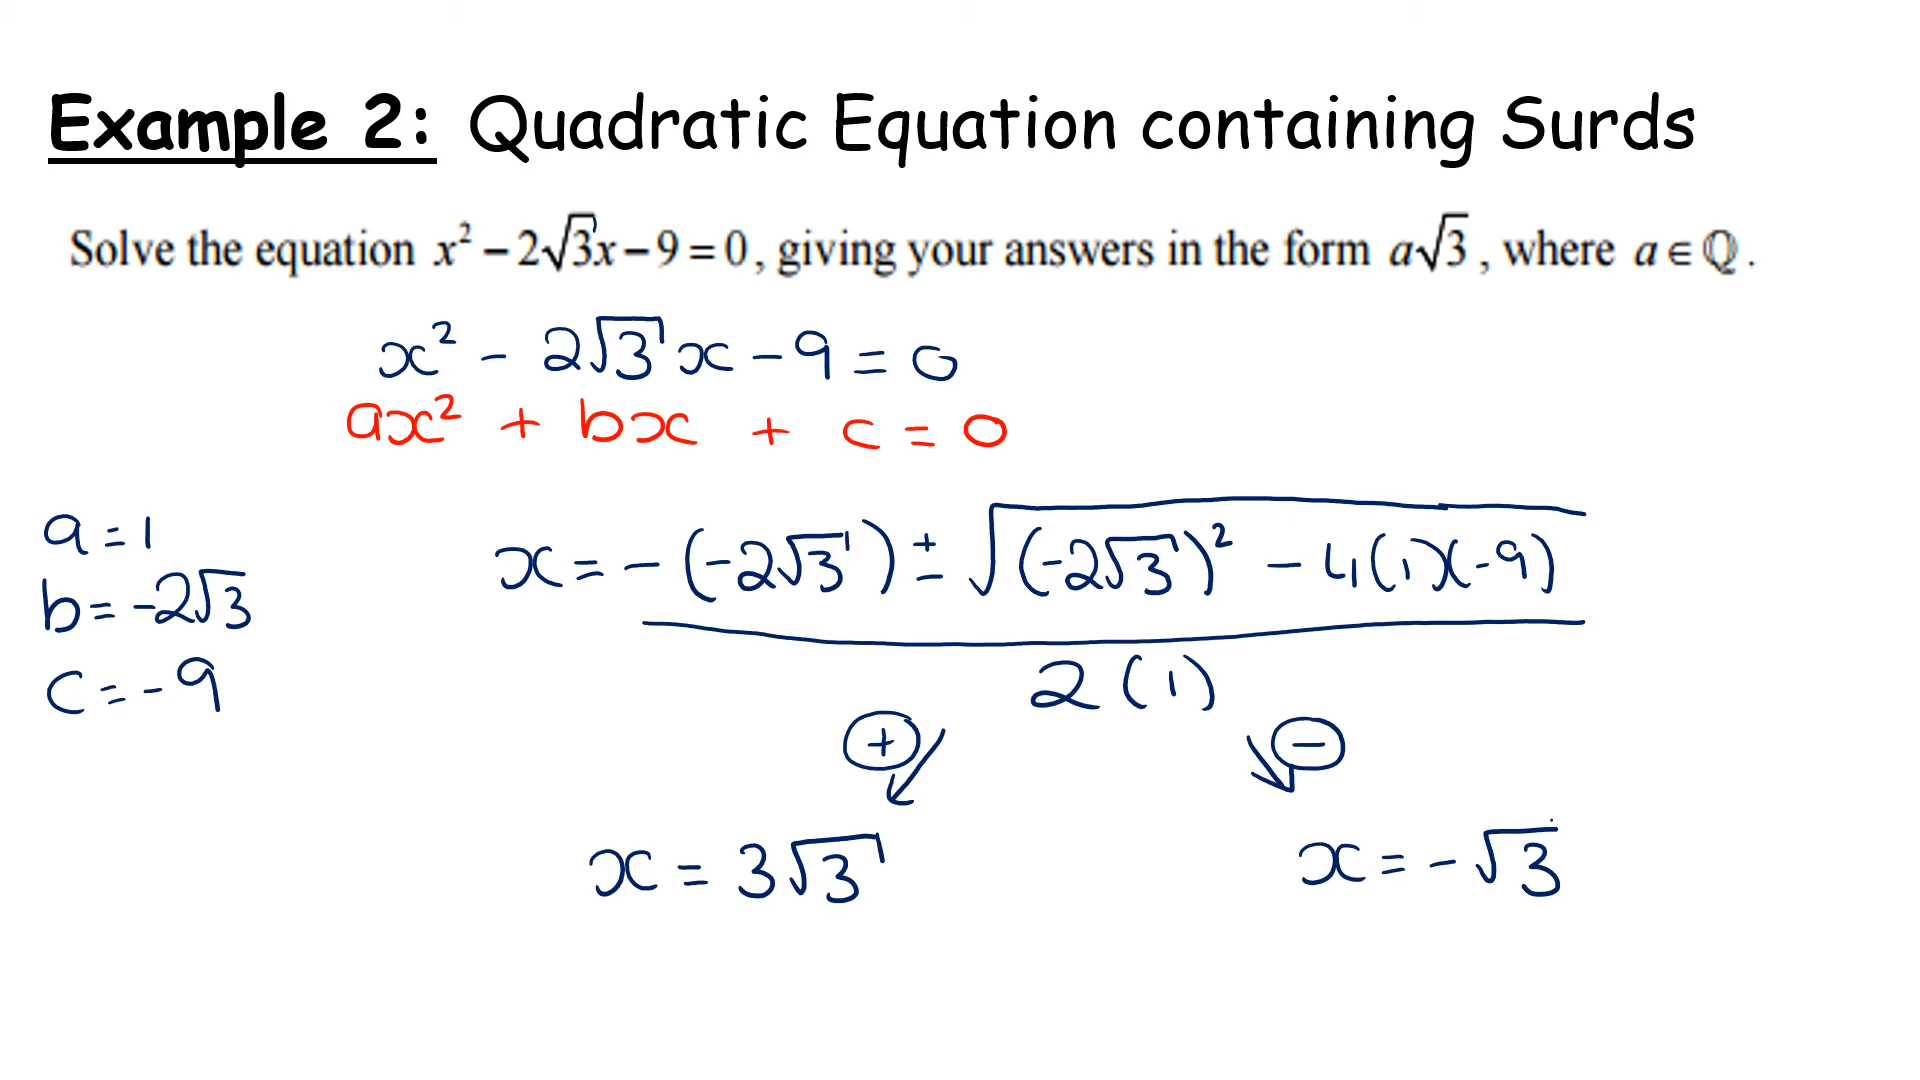 Example 2: Quadratic Equation containing Surds
Solve the equation x² − 2√3x − 9 = 0, giving your answers in the form a√3, where a ∈ ℚ.
x² - 2√3 x - 9 = 0
ax² + bx + c = 0
a = 1
b = -2√3
c = -9
x = -(-2√3) ± √((-2√3)² - 4(1)(-9))
2(1)
+
-
x = 3√3
x = -√3